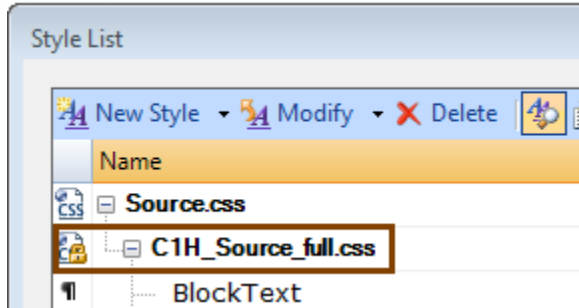 Style List
New Style Modify Delete
Name
Source.css
C1H_Source_full.css
BlockText